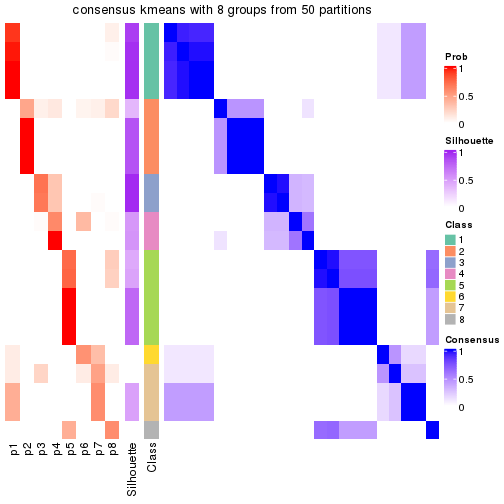 consensus kmeans with 8 groups from 50 partitions
Prob
1
0.5
0
Silhouette
1
0.5
0
Class
1
2
3
4
5
6
7
8
Consensus
1
0.5
0
p1 p2 p3 p4 p5 p6 p7 p8 Silhouette Class